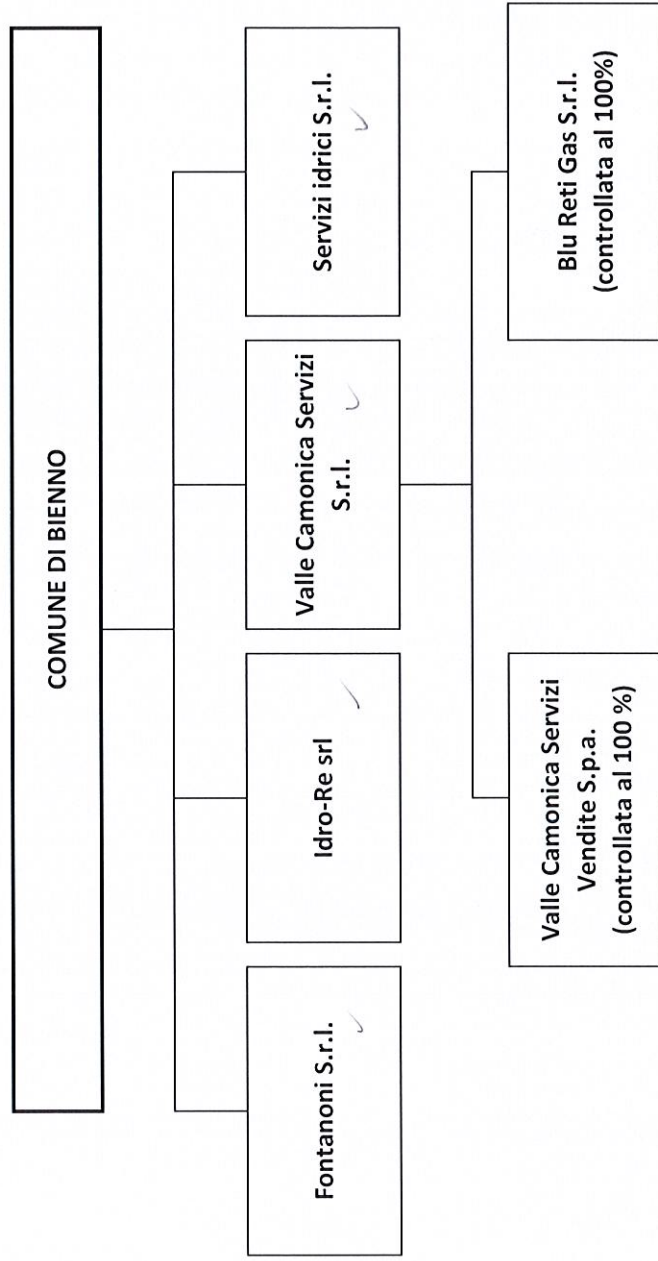 COMUNE DI BIENNO
Fontanoni S.r.l.
Idro-Re srl
Valle Camonica Servizi
S.r.l.
Servizi idrici S.r.l.
Valle Camonica Servizi
Vendite S.p.a.
(controllata al 100 %)
Blu Reti Gas S.r.l.
(controllata al 100%)